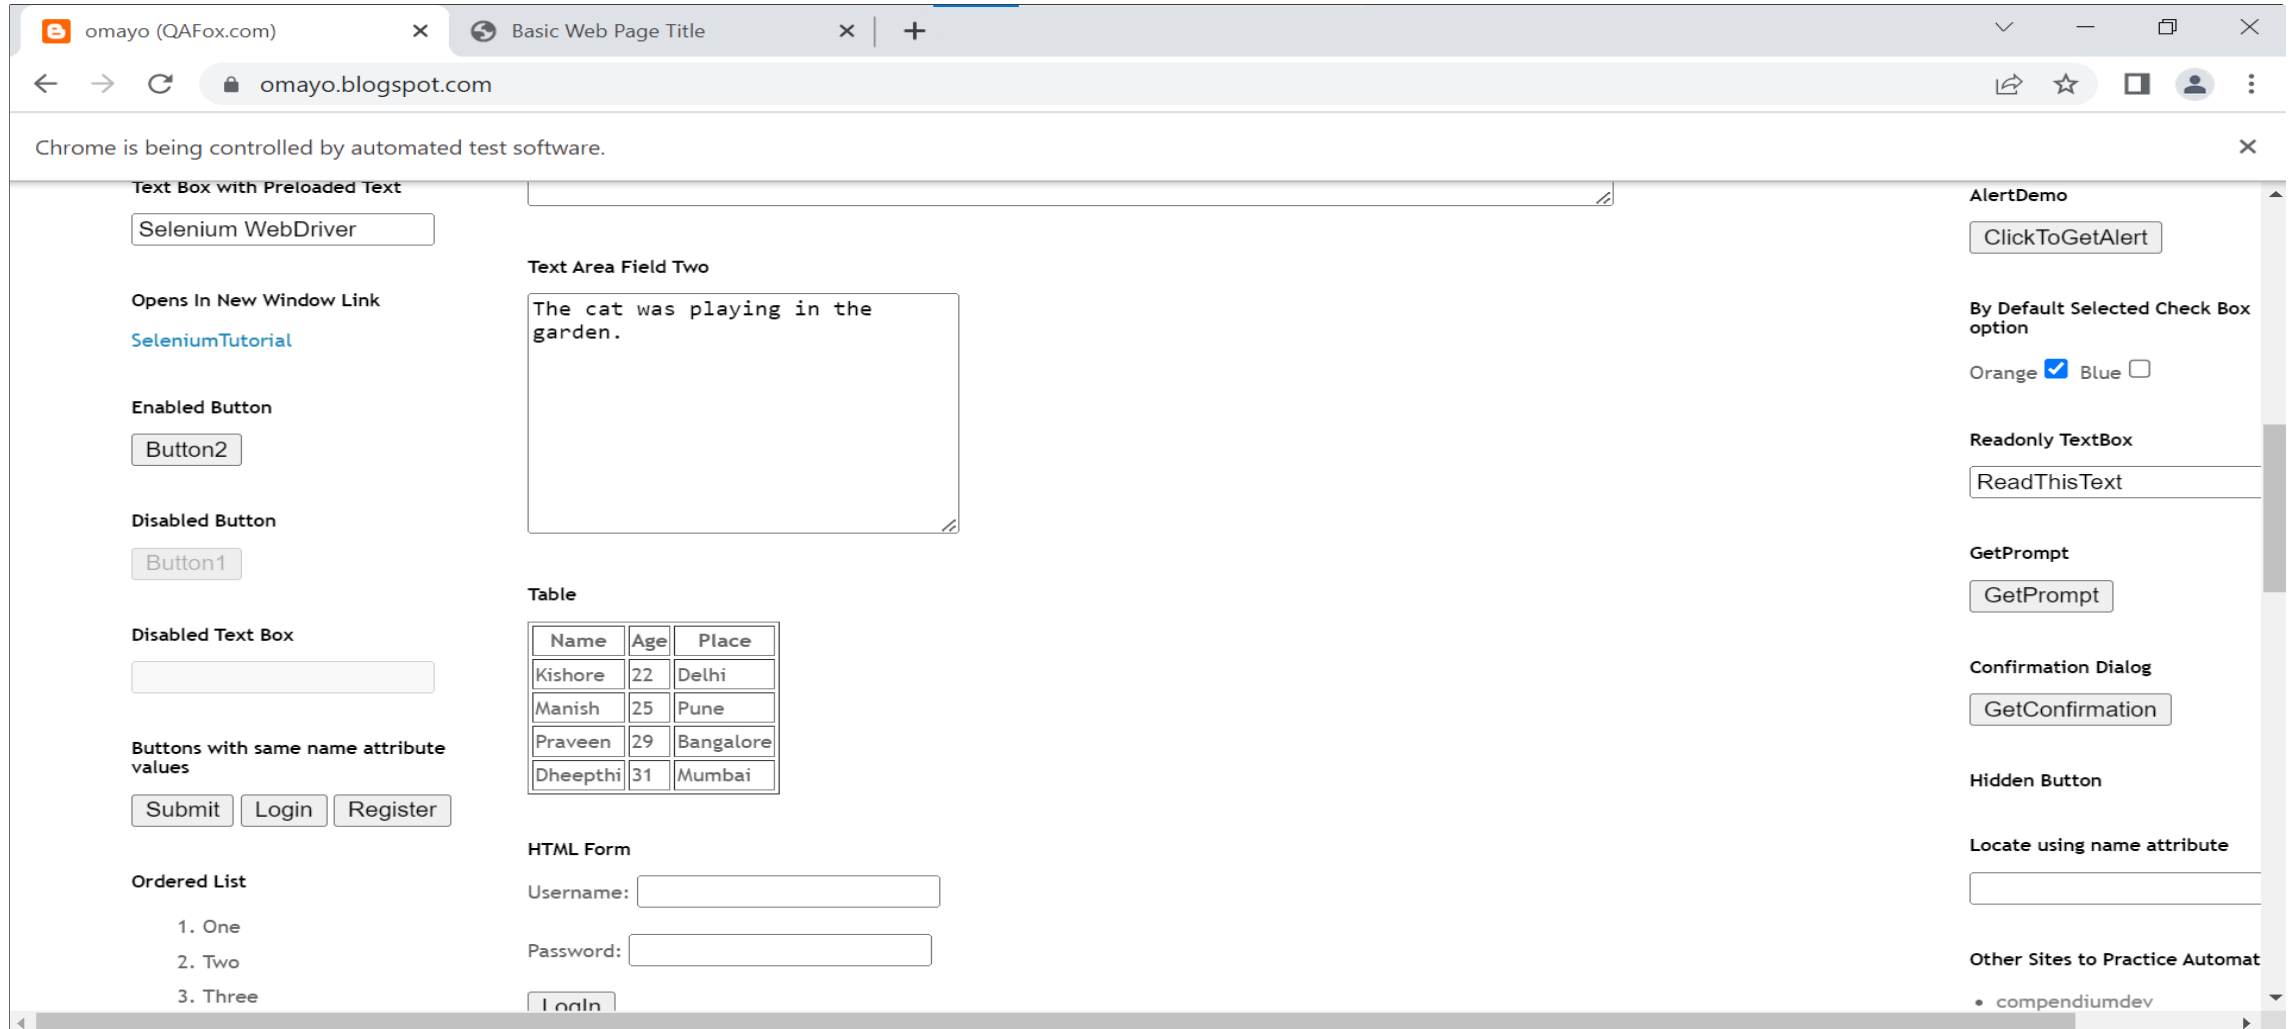 omayo (QAFox.com)
Basic Web Page Title
omayo.blogspot.com
Chrome is being controlled by automated test software.
Text Box with Preloaded Text
Selenium WebDriver
Opens In New Window Link
SeleniumTutorial
Enabled Button
Button2
Disabled Button
Button1
Disabled Text Box
Buttons with same name attribute
values
Submit Login Register
Ordered List
1. One
2. Two
3. Three
Text Area Field Two
The cat was playing in the
garden.
Table
Name Age Place
Kishore 22 Delhi
Manish 25 Pune
Praveen 29 Bangalore
Dheepthi 31 Mumbai
HTML Form
Username:
Password:
LogIn
AlertDemo
ClickToGetAlert
By Default Selected Check Box
option
Orange Blue
Readonly TextBox
ReadThisText
GetPrompt
GetPrompt
Confirmation Dialog
GetConfirmation
Hidden Button
Locate using name attribute
Other Sites to Practice Automat
• compendiumdev